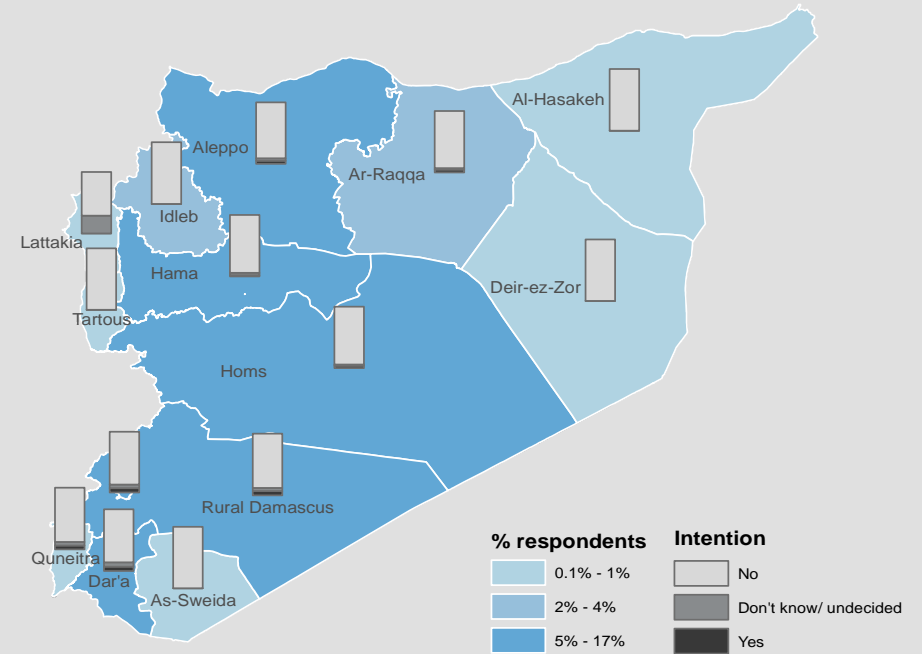 Al-Hasakeh
Aleppo
Ar-Raqqa
Idleb
Lattakia
Hama
Deir-ez-Zor
Tartous
Homs
Rural Damascus
Quneitra
Dar'a
As-Sweida
% respondents
0.1% - 1%
2% - 4%
5% - 17%
Intention
No
Don't know/ undecided
Yes